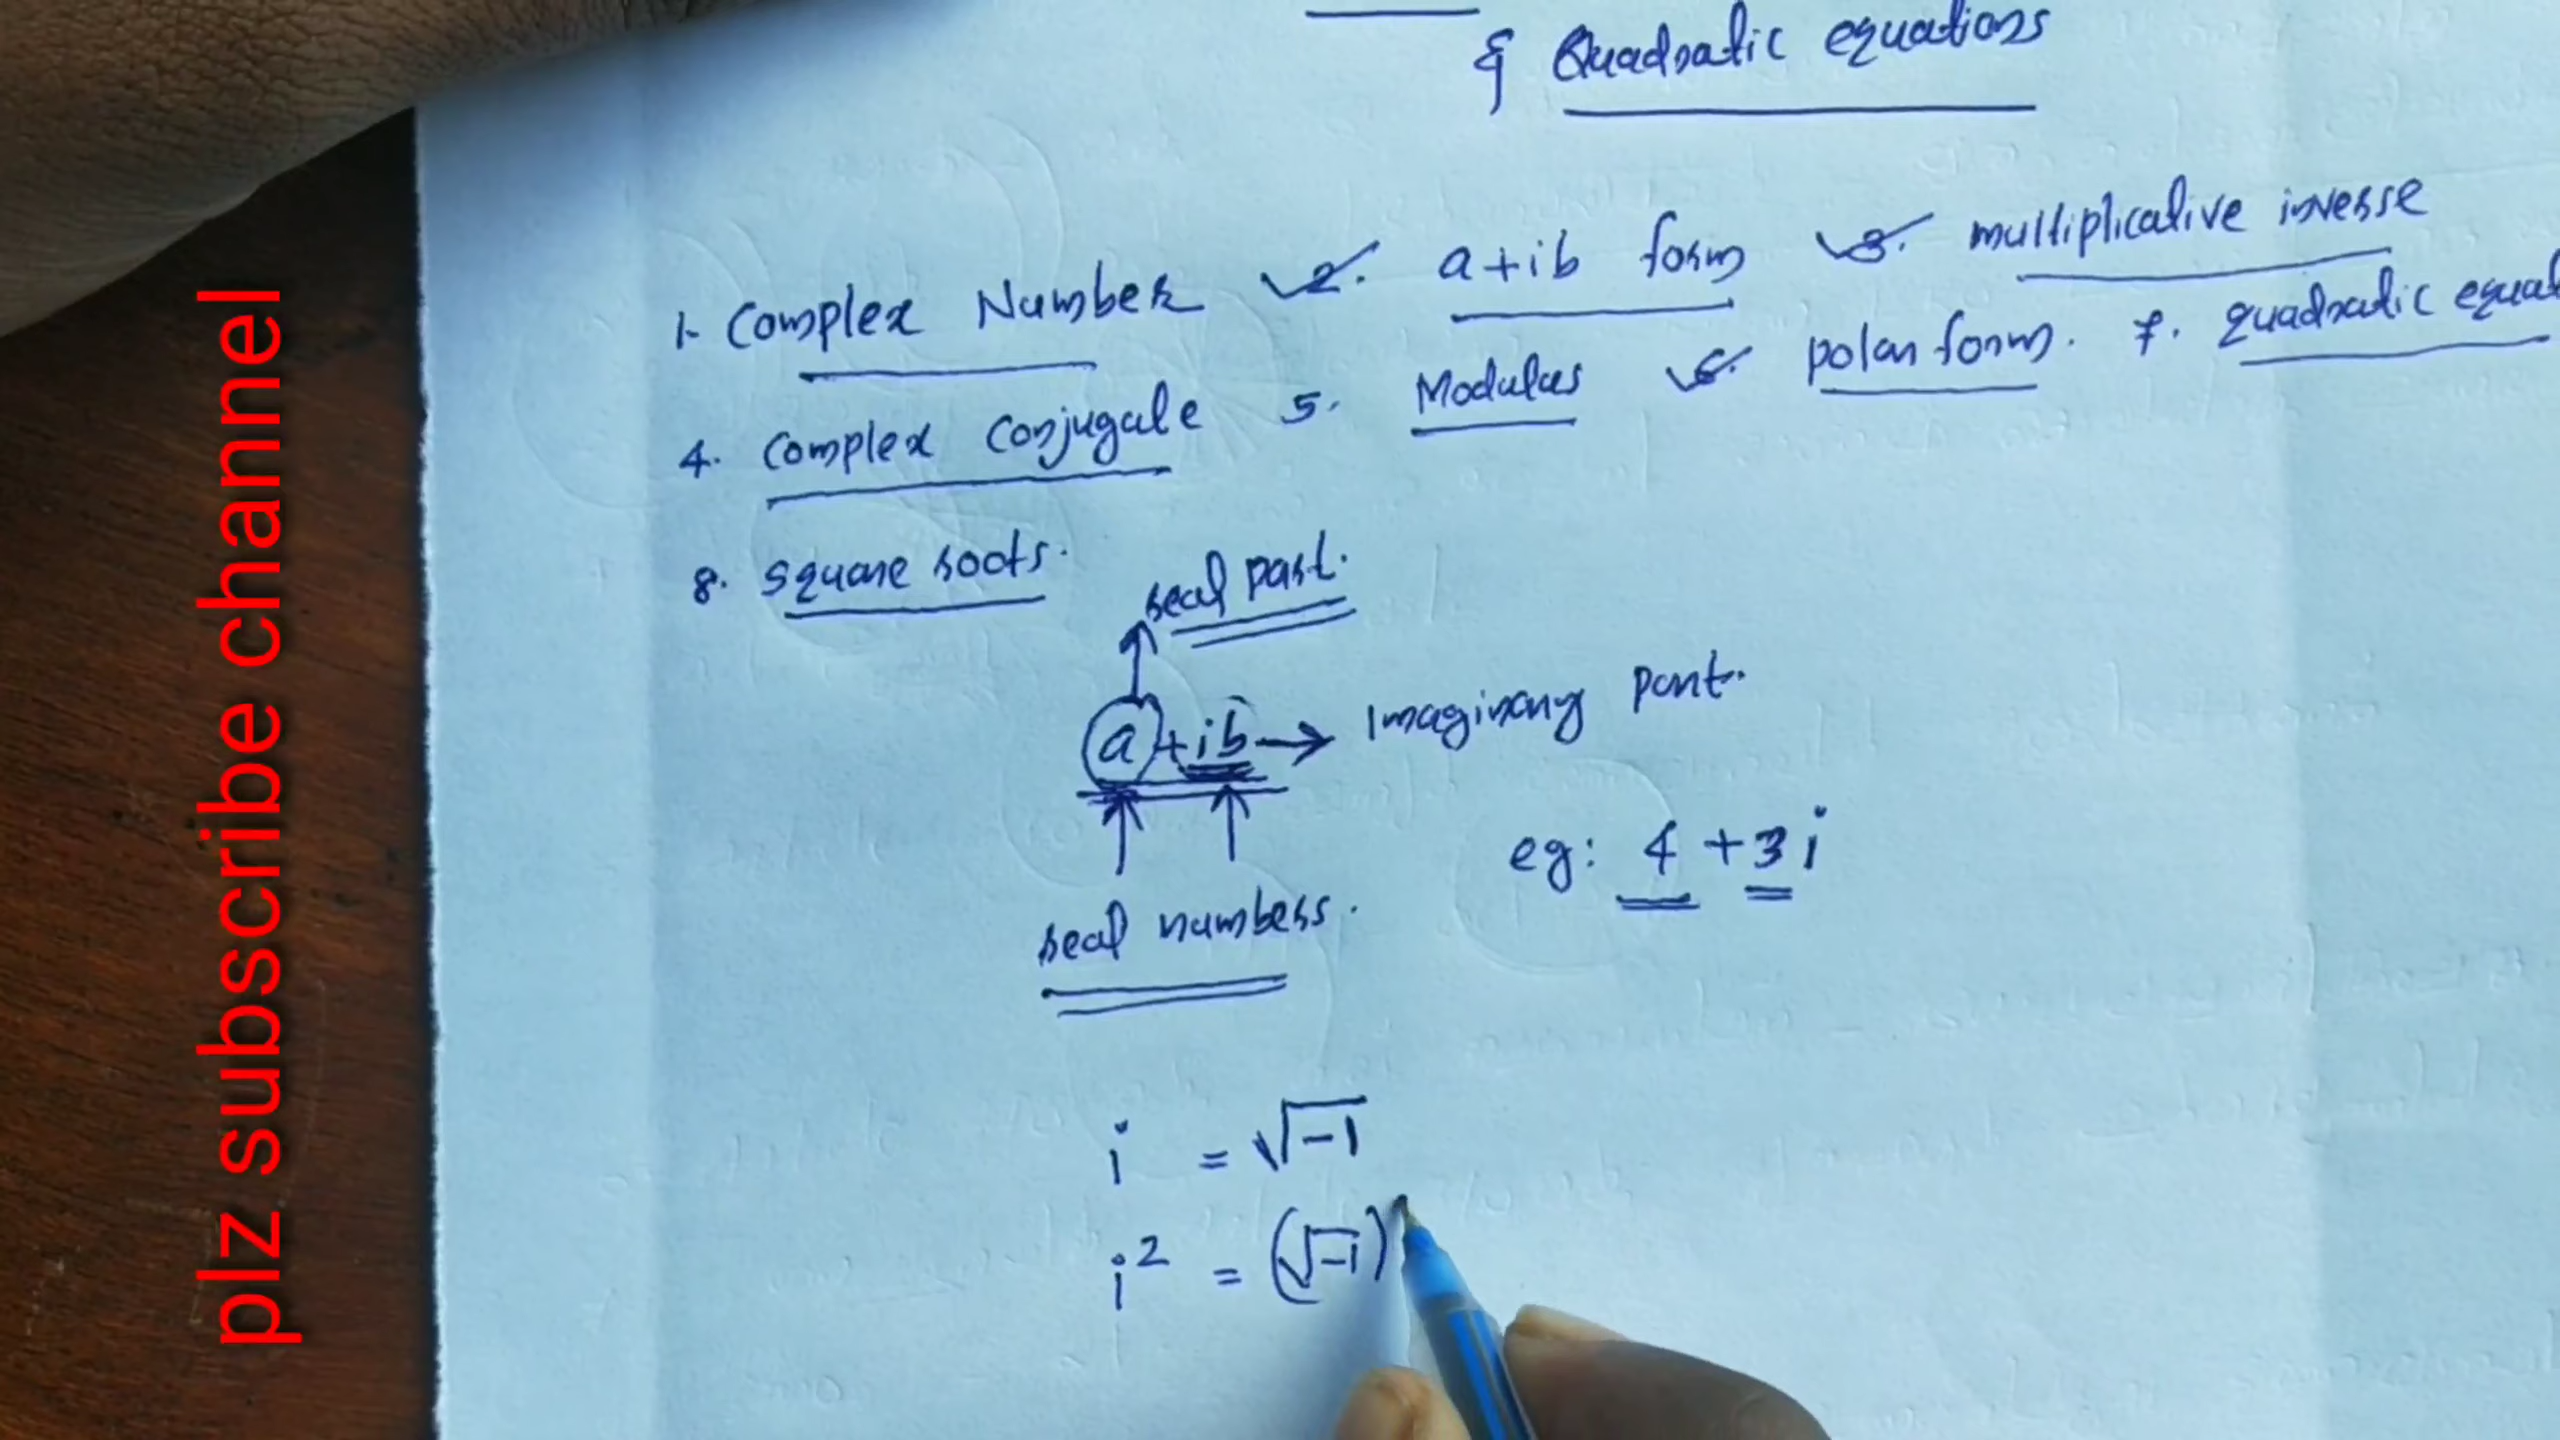 & Quadratic equations
1. Complex Number 2. a+ib form 3. multiplicative inverse
4. Complex Conjugate 5. Modulus 6. polar form. 7. quadratic equat
8. square roots.
real part.
a+ib → Imaginary part.
eg: 4 + 3i
real numbers.
i = √-1
i² = (√-1)
plz subscribe channel